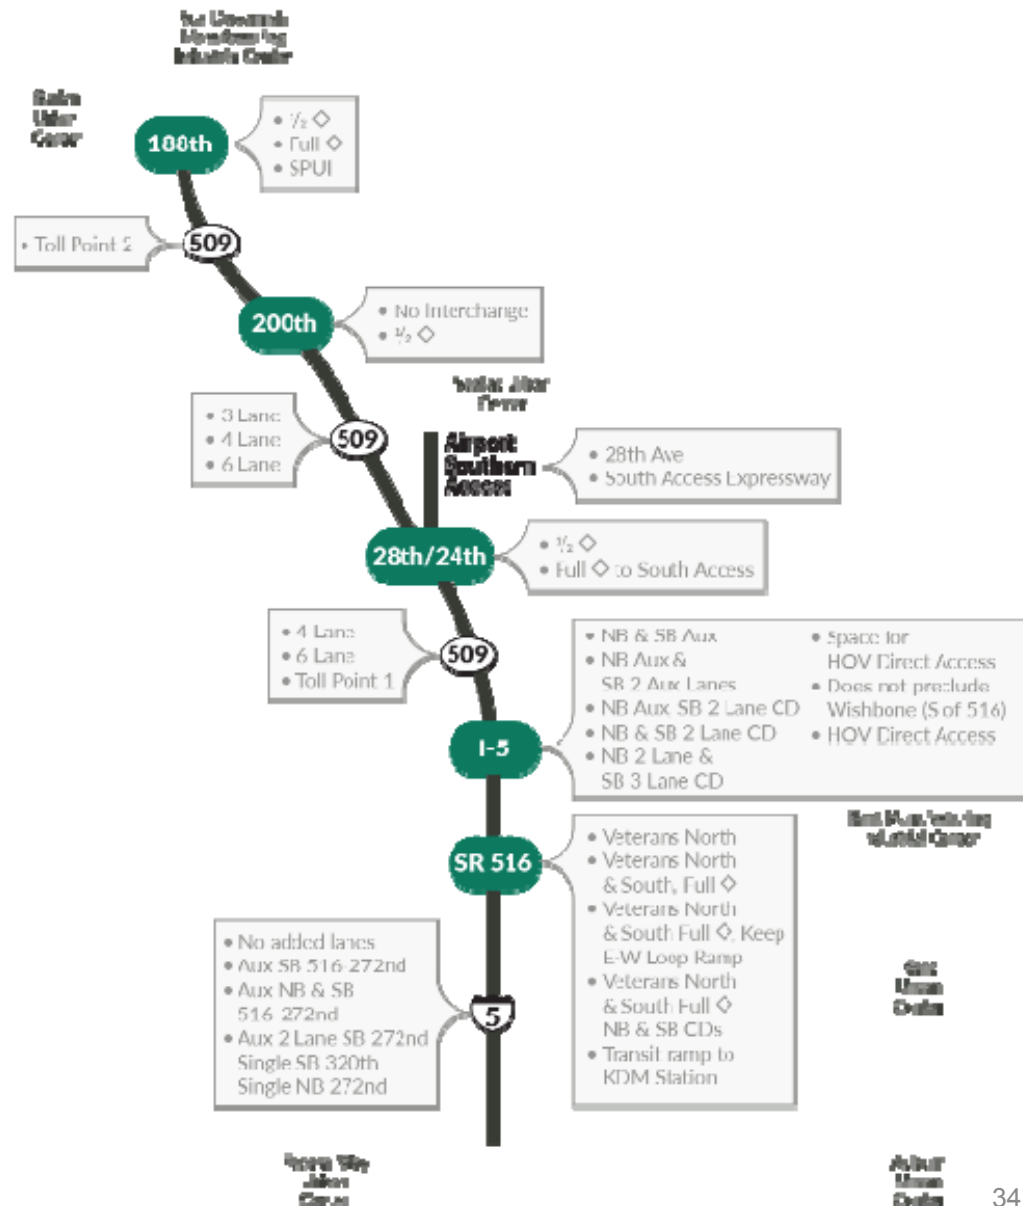 188th
• ½ ◇
• Full ◇
• SPUI
• Toll Point 2
509
200th
• No Interchange
• ½ ◇
• 3 Lane
• 4 Lane
• 6 Lane
509
Airport
Southern
Access
• 28th Ave
• South Access Expressway
28th/24th
• ½ ◇
• Full ◇ to South Access
• 4 Lane
• 6 Lane
• Toll Point 1
509
• NB & SB Aux
• NB Aux &
SB 2 Aux Lanes
• NB Aux SB 2 Lane CD
• NB & SB 2 Lane CD
• NB 2 Lane &
SB 3 Lane CD
• Space for
HOV Direct Access
• Does not preclude
Wishbone (S of 516)
• HOV Direct Access
I-5
SR 516
• Veterans North
• Veterans North
& South, Full ◇
• Veterans North
& South Full ◇, Keep
E-W Loop Ramp
• Veterans North
& South Full ◇
NB & SB CDs
• Transit ramp to
KDM Station
• No added lanes
• Aux SB 516-272nd
• Aux NB & SB
516-272nd
• Aux 2 Lane SB 272nd
Single SB 320th
Single NB 272nd
5
34